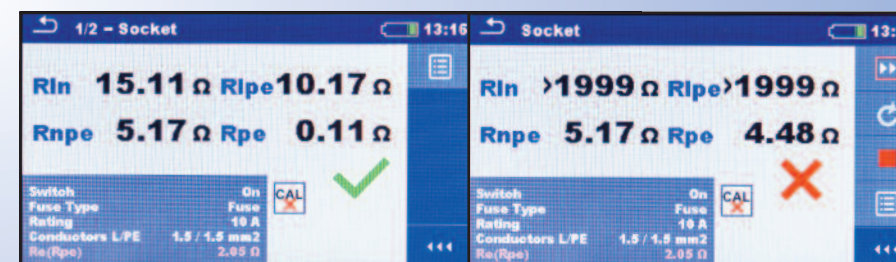 1/2 – Socket 13:16
Rln 15.11 Ω Rlpe 10.17 Ω
Rnpe 5.17 Ω Rpe 0.11 Ω
Switch On
Fuse Type Fuse
Rating 10 A
Conductors L/PE 1.5 / 1.5 mm2
Re(Rpe) 2.05 Ω
CAL
Socket 13:
Rln >1999 Ω Rlpe >1999 Ω
Rnpe 5.17 Ω Rpe 4.48 Ω
Switch On
Fuse Type Fuse
Rating 10 A
Conductors L/PE 1.5 / 1.5 mm2
Re(Rpe) 2.05 Ω
CAL